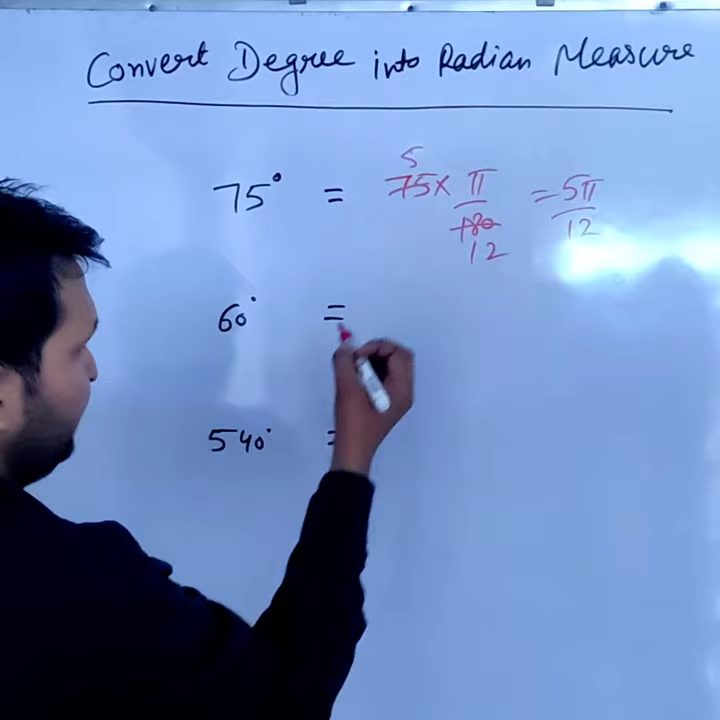 Convert Degree into Radian Measure
75° = 75 5 × π / 180 12 = 5π / 12
60° =
540° =